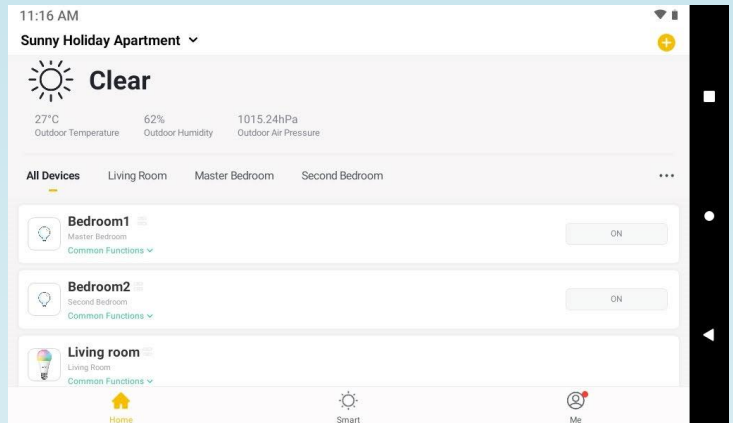 11:16 AM
Sunny Holiday Apartment
Clear
27°C 62% 1015.24hPa
Outdoor Temperature Outdoor Humidity Outdoor Air Pressure
All Devices Living Room Master Bedroom Second Bedroom
Bedroom1
Master Bedroom
ON
Common Functions
Bedroom2
Second Bedroom
ON
Common Functions
Living room
Living Room
Common Functions
Home Smart Me